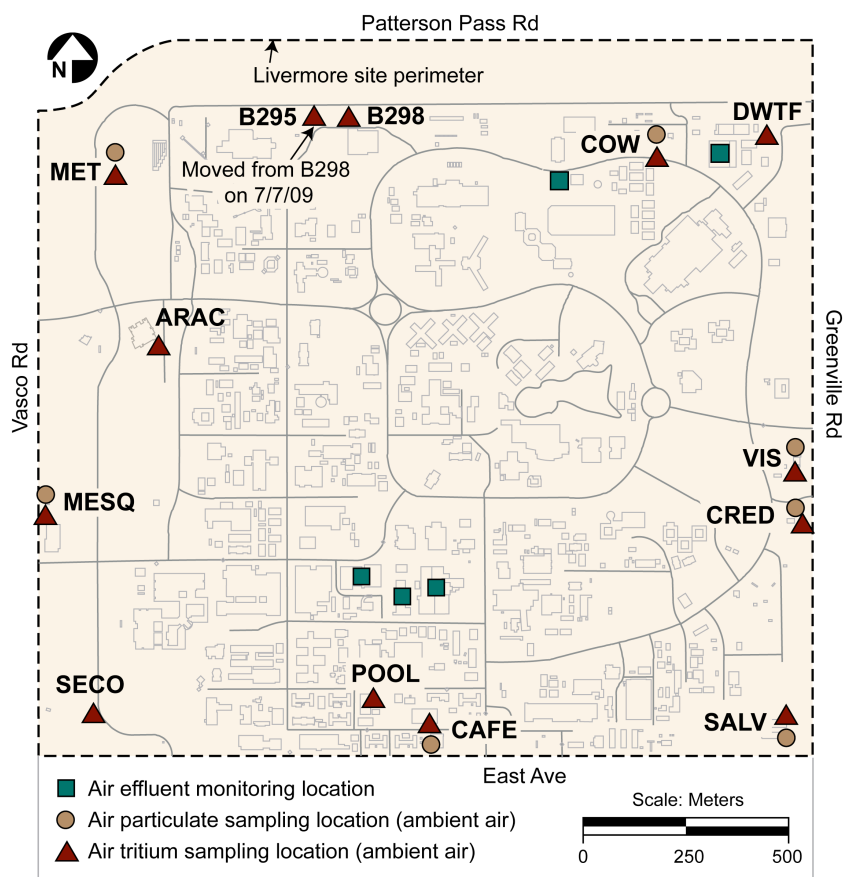 Patterson Pass Rd
N
Livermore site perimeter
B295
B298
DWTF
COW
MET
Moved from B298
on 7/7/09
ARAC
Vasco Rd
Greenville Rd
VIS
MESQ
CRED
SECO
POOL
CAFE
SALV
East Ave
Air effluent monitoring location
Air particulate sampling location (ambient air)
Air tritium sampling location (ambient air)
Scale: Meters
0 250 500